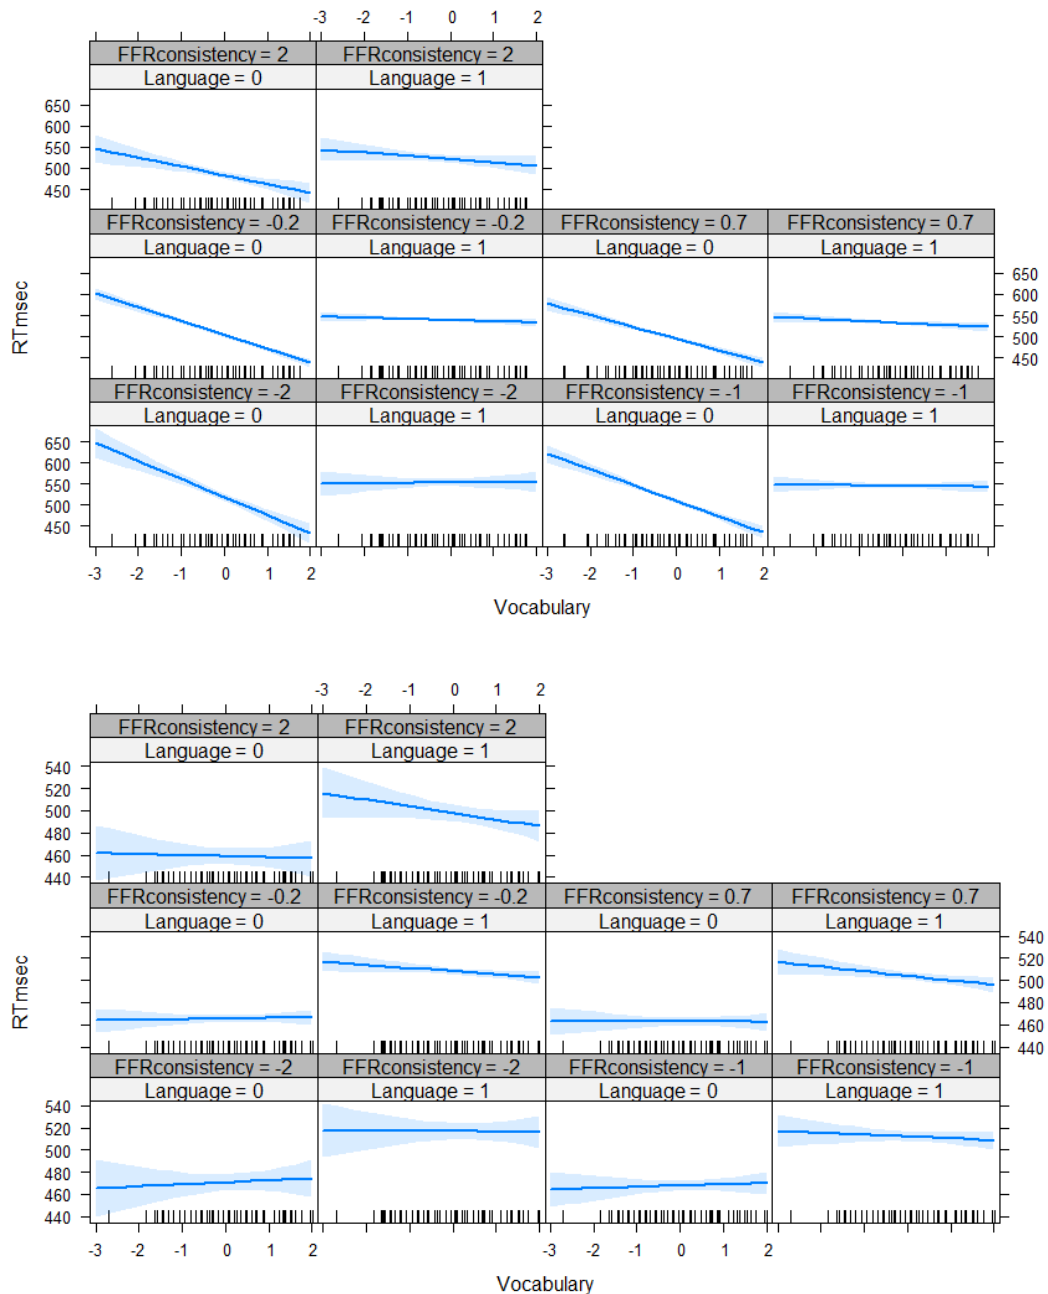 -3 -2 -1 0 1 2
FFRconsistency = 2 FFRconsistency = 2
Language = 0 Language = 1
650
600
550
500
450
FFRconsistency = -0.2 FFRconsistency = -0.2 FFRconsistency = 0.7 FFRconsistency = 0.7
Language = 0 Language = 1 Language = 0 Language = 1
650
600
550
500
450
RTmsec
FFRconsistency = -2 FFRconsistency = -2 FFRconsistency = -1 FFRconsistency = -1
Language = 0 Language = 1 Language = 0 Language = 1
650
600
550
500
450
-3 -2 -1 0 1 2 -3 -2 -1 0 1 2
Vocabulary
-3 -2 -1 0 1 2
FFRconsistency = 2 FFRconsistency = 2
Language = 0 Language = 1
540
520
500
480
460
440
FFRconsistency = -0.2 FFRconsistency = -0.2 FFRconsistency = 0.7 FFRconsistency = 0.7
Language = 0 Language = 1 Language = 0 Language = 1
540
520
500
480
460
440
RTmsec
FFRconsistency = -2 FFRconsistency = -2 FFRconsistency = -1 FFRconsistency = -1
Language = 0 Language = 1 Language = 0 Language = 1
540
520
500
480
460
440
-3 -2 -1 0 1 2 -3 -2 -1 0 1 2
Vocabulary